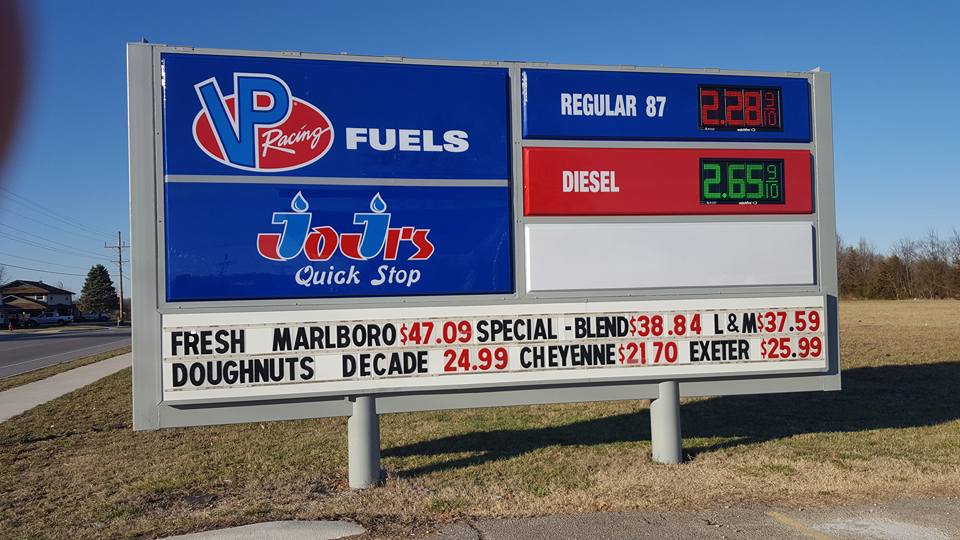 VP Racing FUELS
JoJr's
Quick Stop
REGULAR 87 2.28 9/10
DIESEL 2.65 9/10
FRESH MARLBORO $47.09 SPECIAL-BLEND $38.84 L&M $37.59
DOUGHNUTS DECADE 24.99 CHEYENNE $21 70 EXETER $25.99